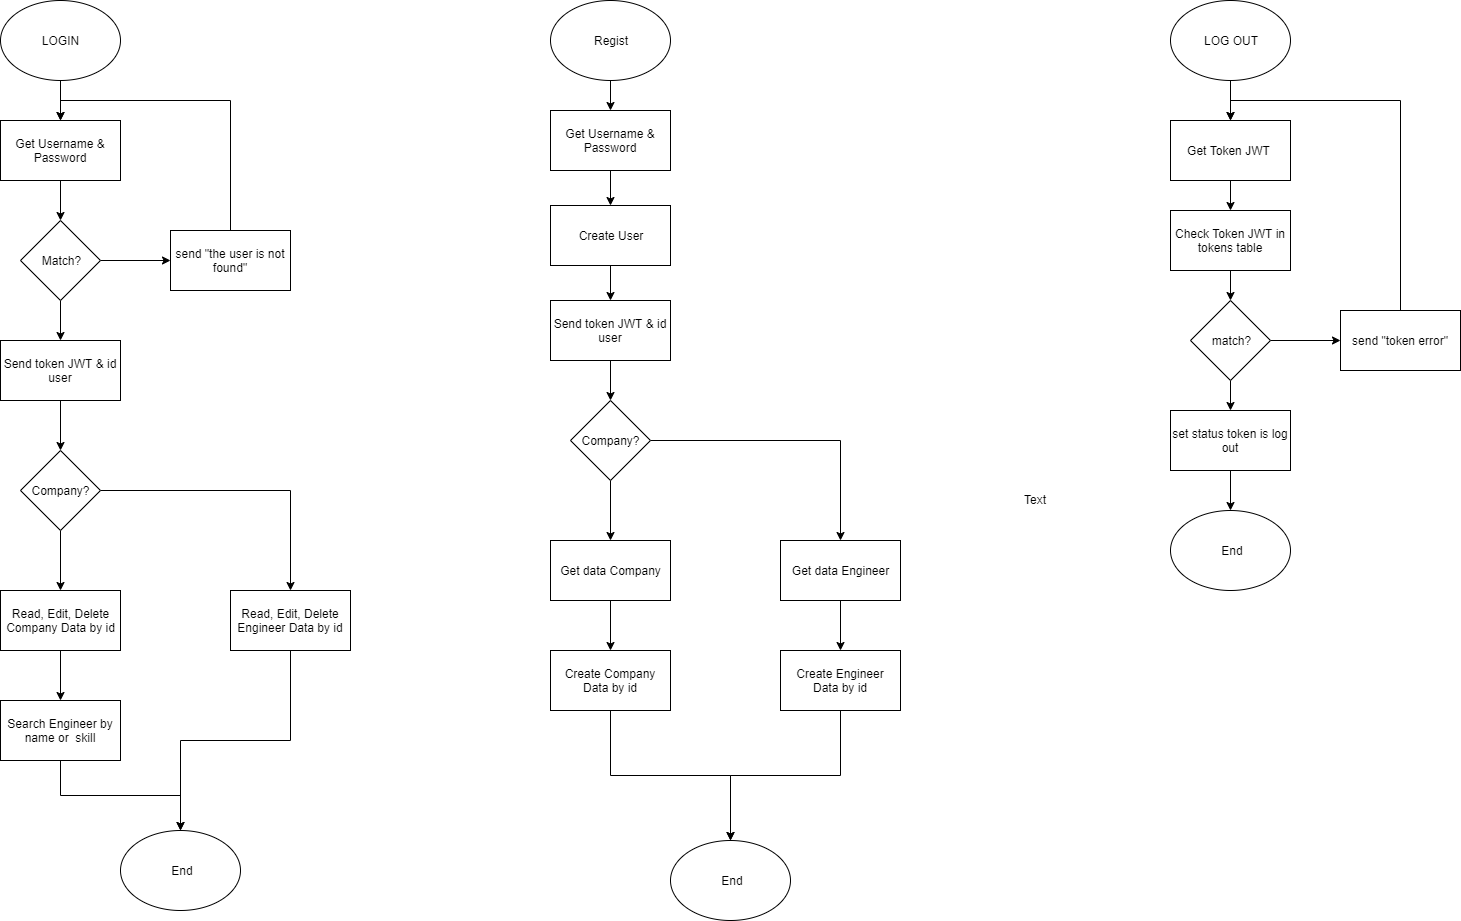 LOGIN
Get Username &
Password
Match?
send "the user is not
found"
Send token JWT & id
user
Company?
Read, Edit, Delete
Company Data by id
Read, Edit, Delete
Engineer Data by id
Search Engineer by
name or  skill
End
Regist
Get Username &
Password
Create User
Send token JWT & id
user
Company?
Get data Company
Get data Engineer
Create Company
Data by id
Create Engineer
Data by id
End
Text
LOG OUT
Get Token JWT
Check Token JWT in
tokens table
match?
send "token error"
set status token is log
out
End